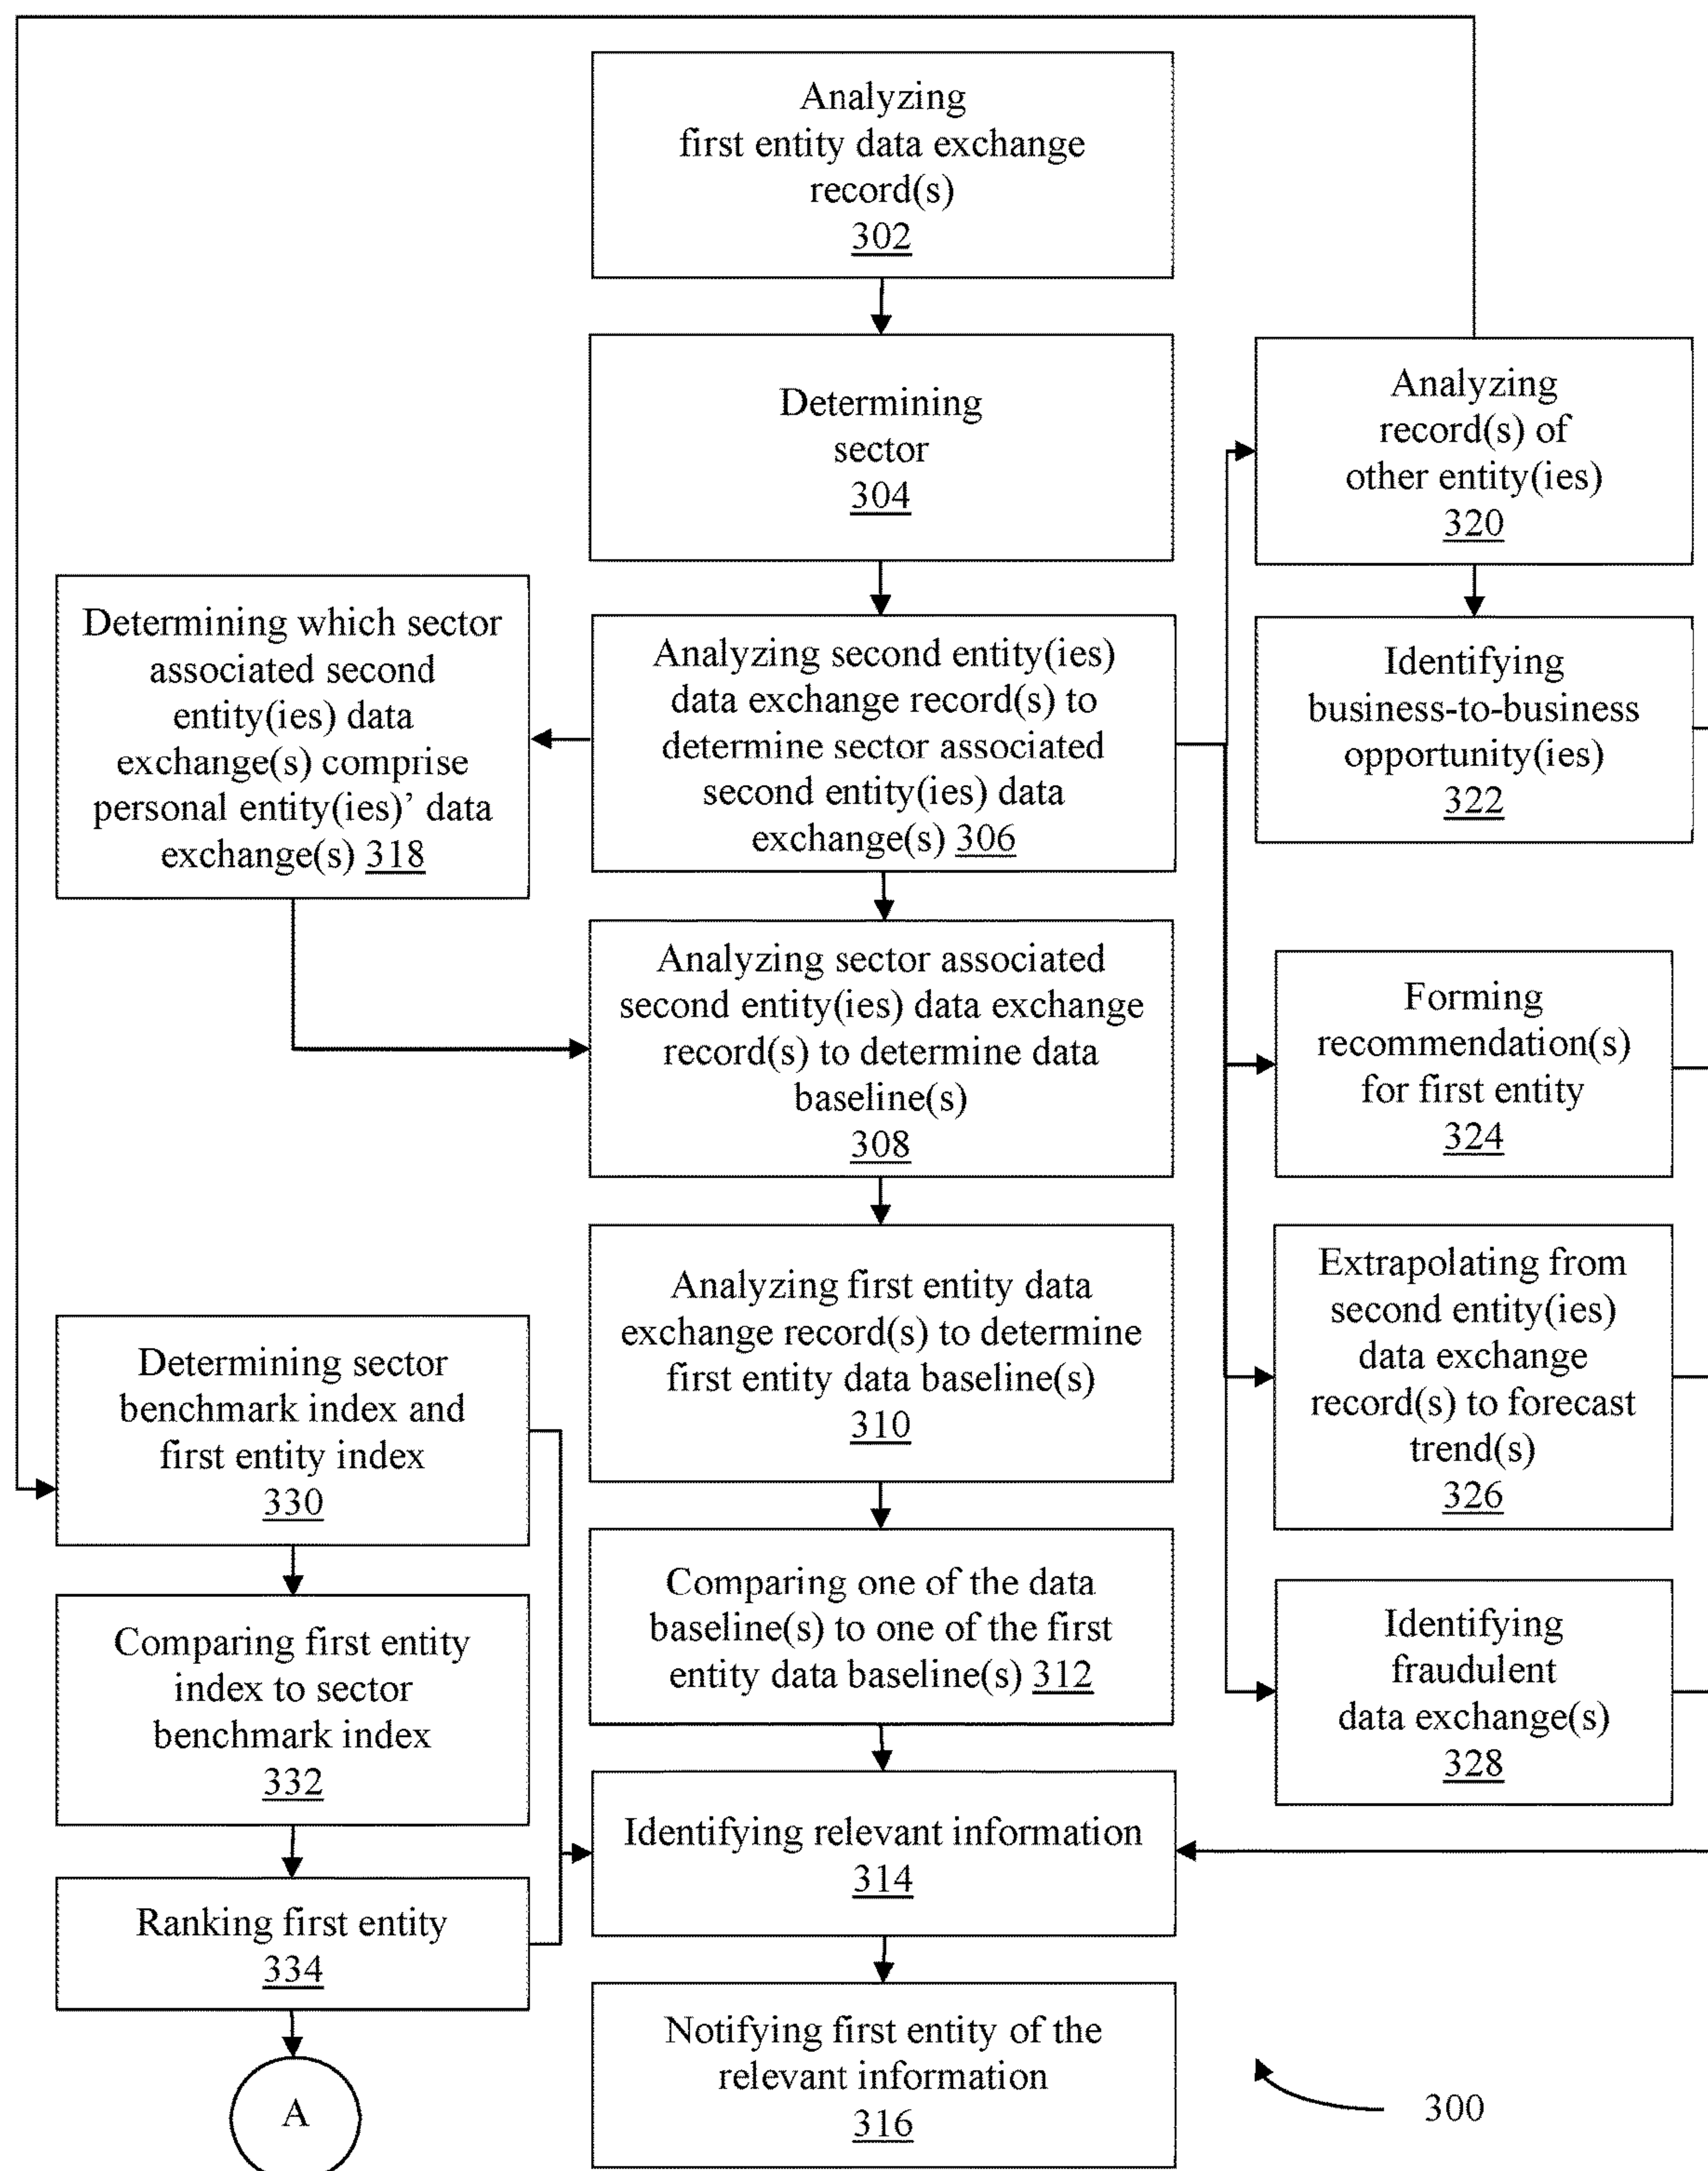 Analyzing
first entity data exchange
record(s)
302
Determining
sector
304
Analyzing
record(s) of
other entity(ies)
320
Determining which sector
associated second
entity(ies) data
exchange(s) comprise
personal entity(ies)' data
exchange(s) 318
Analyzing second entity(ies)
data exchange record(s) to
determine sector associated
second entity(ies) data
exchange(s) 306
Identifying
business-to-business
opportunity(ies)
322
Analyzing sector associated
second entity(ies) data exchange
record(s) to determine data
baseline(s)
308
Forming
recommendation(s)
for first entity
324
Analyzing first entity data
exchange record(s) to determine
first entity data baseline(s)
310
Extrapolating from
second entity(ies)
data exchange
record(s) to forecast
trend(s)
326
Determining sector
benchmark index and
first entity index
330
Comparing one of the data
baseline(s) to one of the first
entity data baseline(s) 312
Identifying
fraudulent
data exchange(s)
328
Comparing first entity
index to sector
benchmark index
332
Identifying relevant information
314
Ranking first entity
334
Notifying first entity of the
relevant information
316
A
300